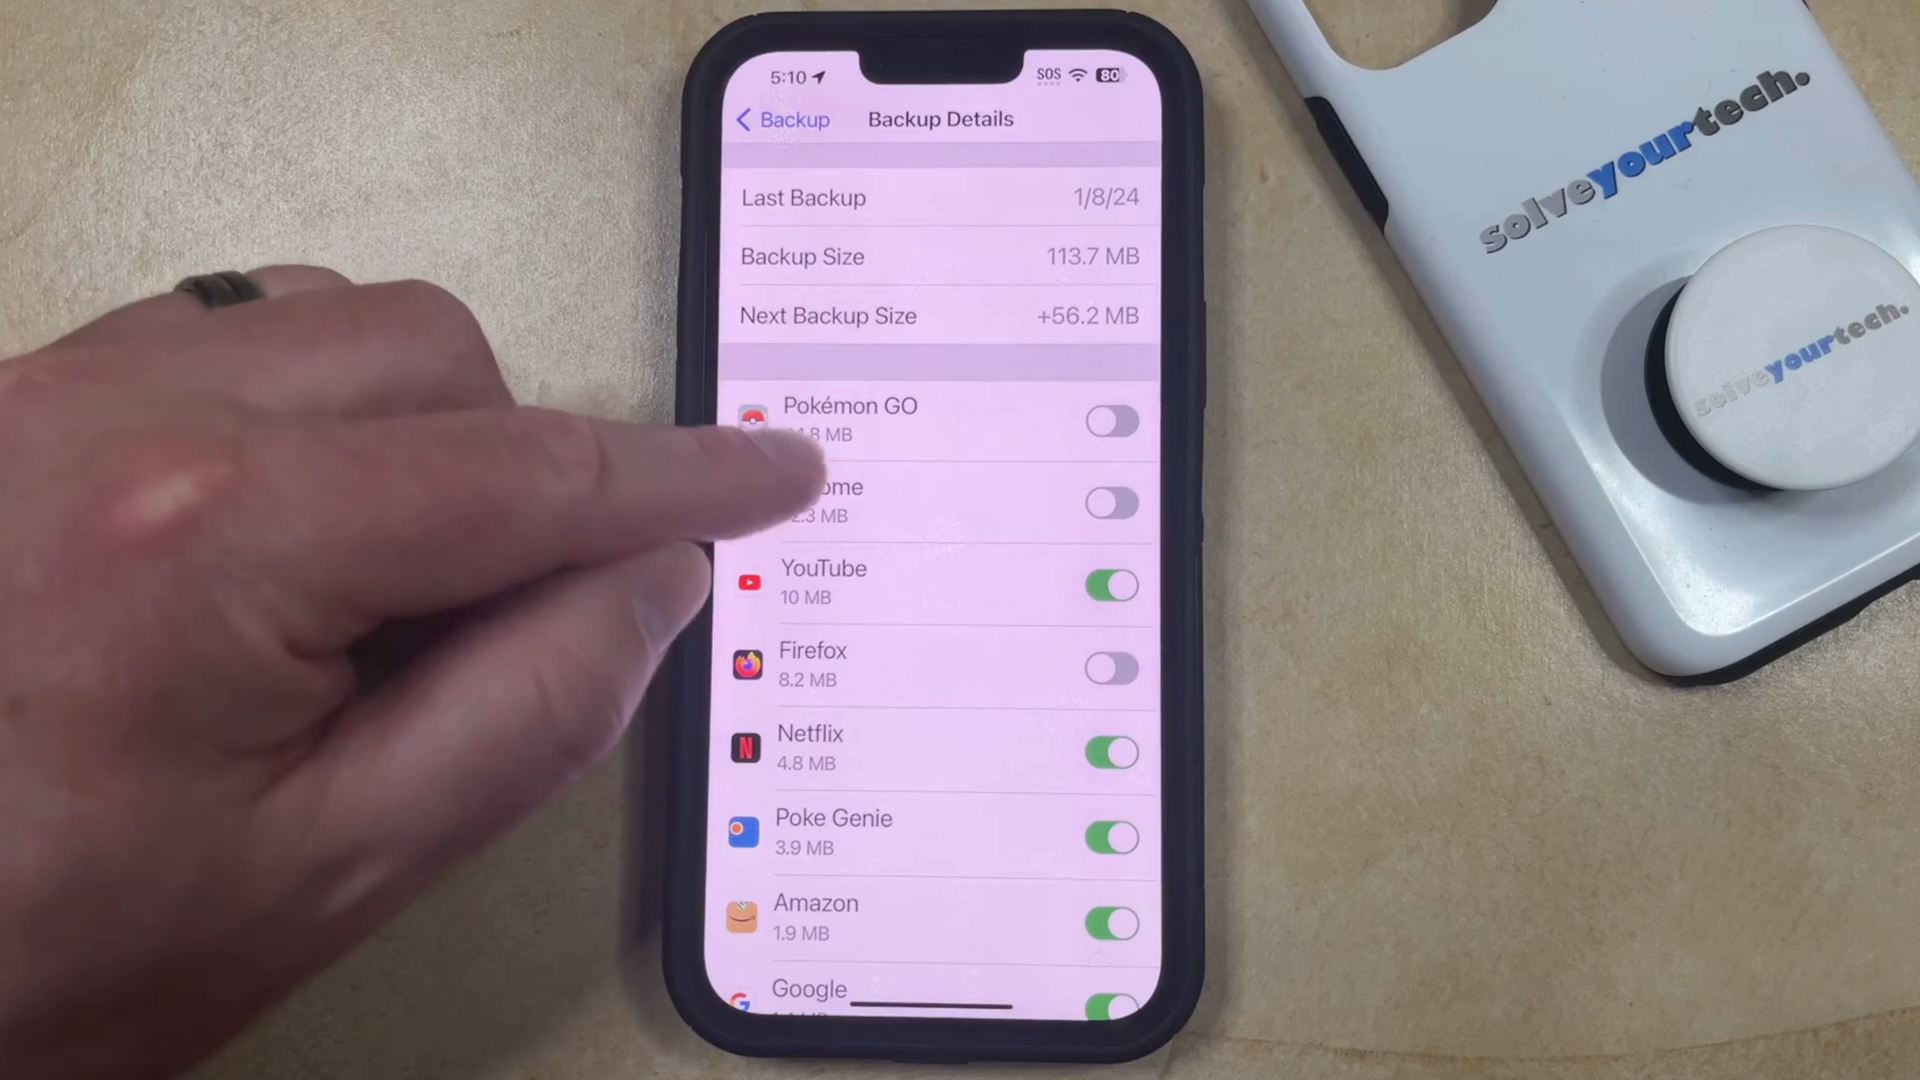 5:10 SOS 80
Backup Backup Details
Last Backup 1/8/24
Backup Size 113.7 MB
Next Backup Size +56.2 MB
Pokémon GO
MB
YouTube
10 MB
Firefox
8.2 MB
Netflix
4.8 MB
Poke Genie
3.9 MB
Amazon
1.9 MB
Google
solveyourtech.
solveyourtech.